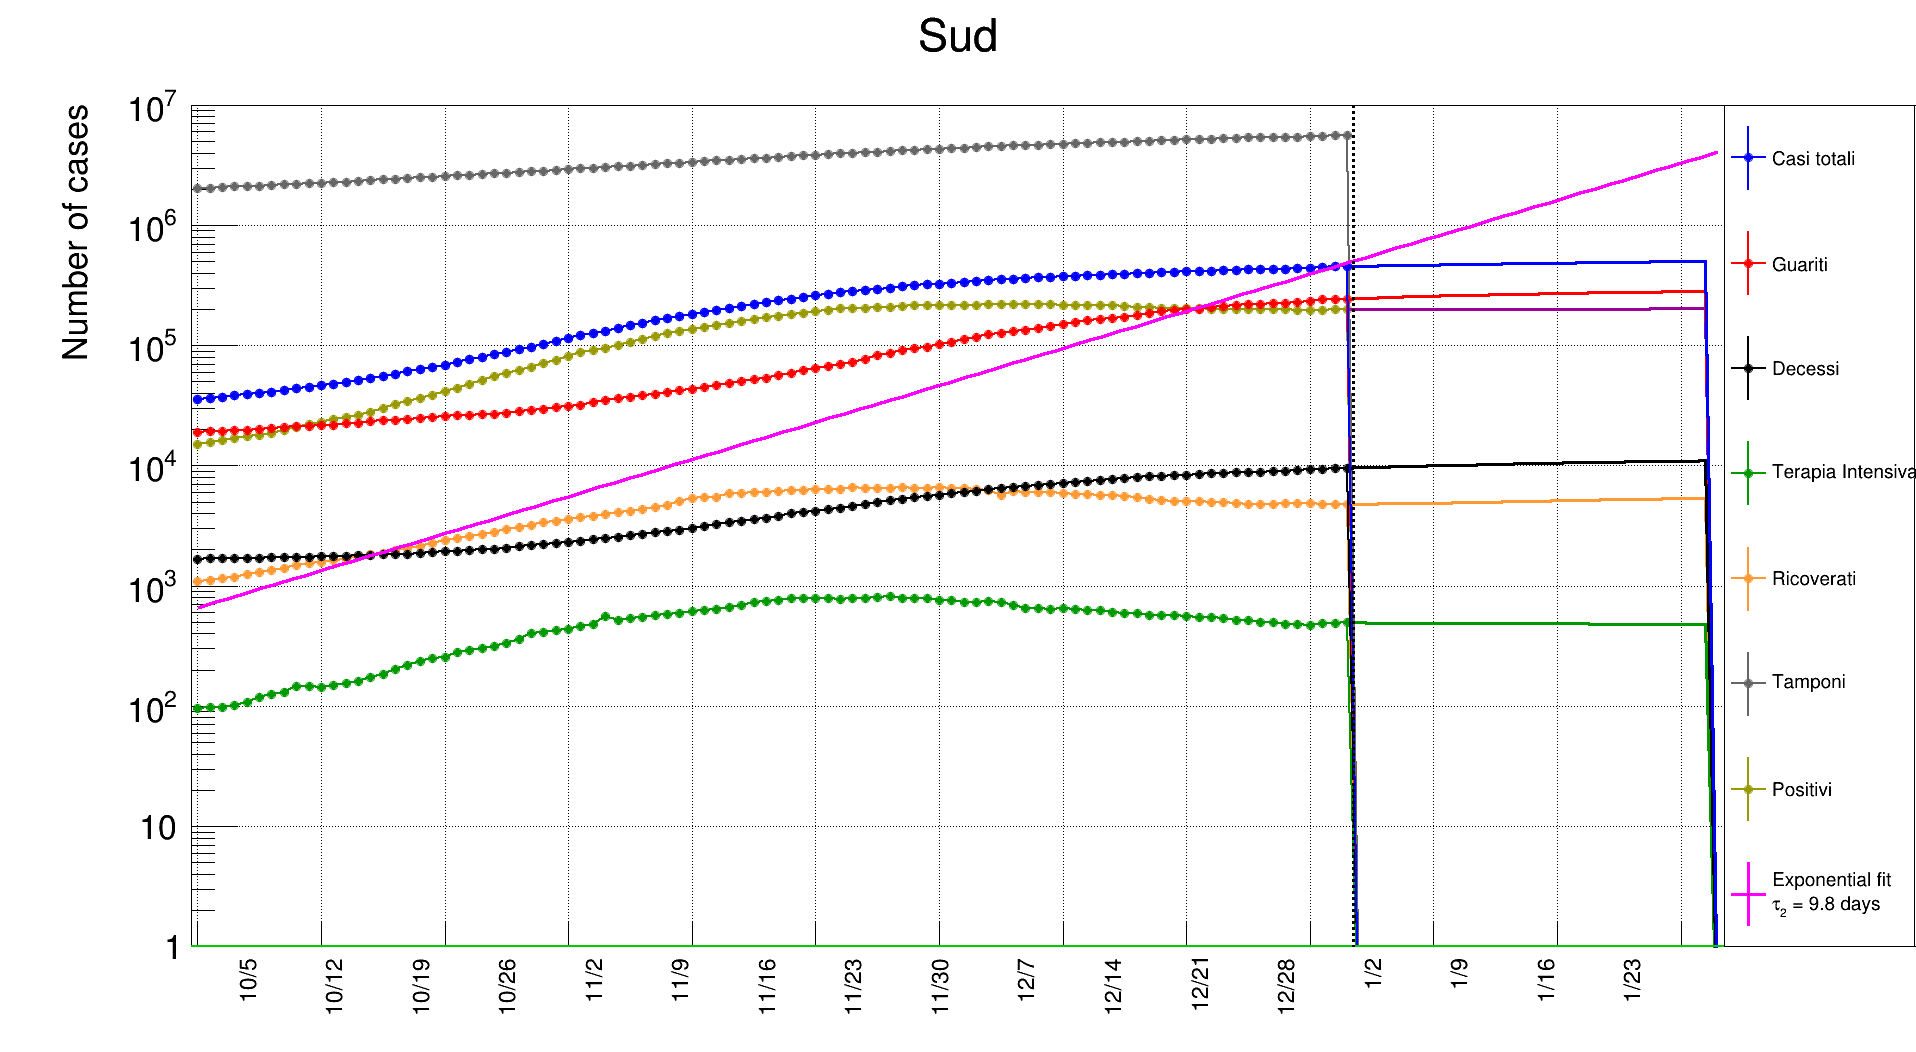 Sud
Number of cases
10^7
10^6
10^5
10^4
10^3
10^2
10
1
10/5
10/12
10/19
10/26
11/2
11/9
11/16
11/23
11/30
12/7
12/14
12/21
12/28
1/2
1/9
1/16
1/23
Casi totali
Guariti
Decessi
Terapia Intensiva
Ricoverati
Tamponi
Positivi
Exponential fit
τ_2 = 9.8 days